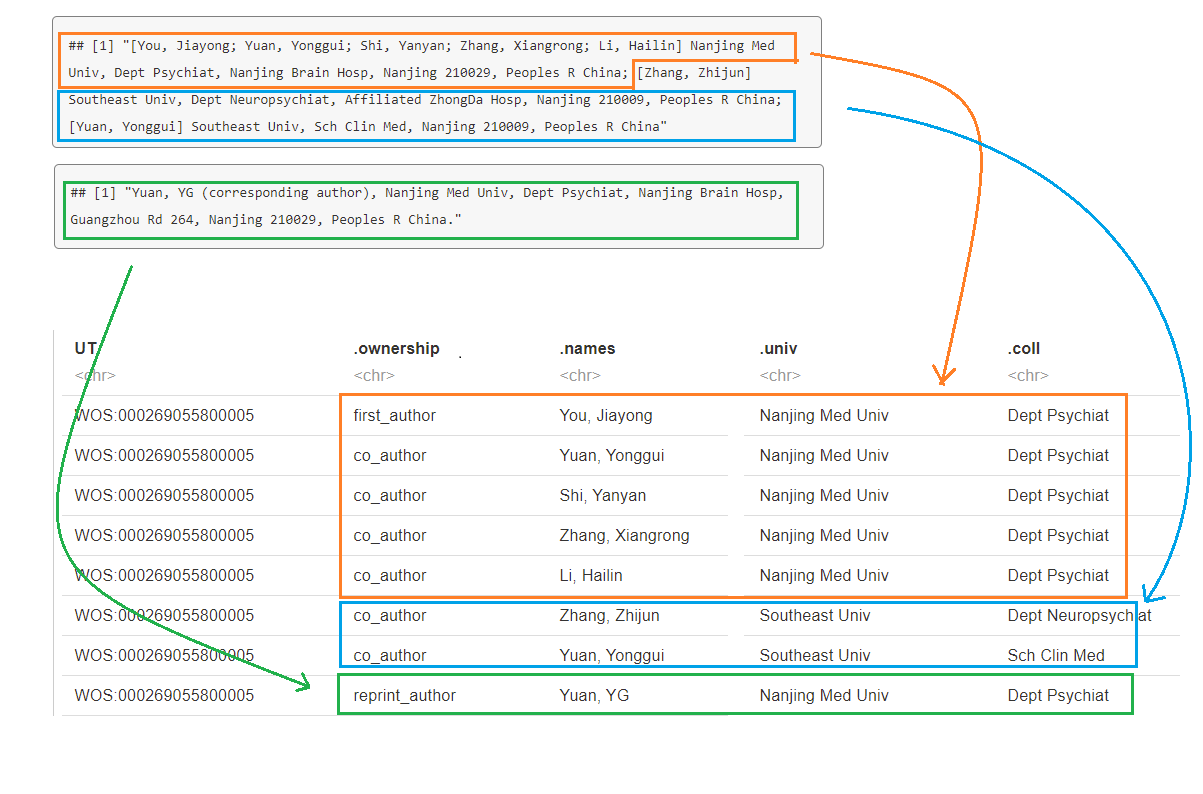 ## [1] "[You, Jiayong; Yuan, Yonggui; Shi, Yanyan; Zhang, Xiangrong; Li, Hailin] Nanjing Med
Univ, Dept Psychiat, Nanjing Brain Hosp, Nanjing 210029, Peoples R China; [Zhang, Zhijun]
Southeast Univ, Dept Neuropsychiat, Affiliated ZhongDa Hosp, Nanjing 210009, Peoples R China;
[Yuan, Yonggui] Southeast Univ, Sch Clin Med, Nanjing 210009, Peoples R China"
## [1] "Yuan, YG (corresponding author), Nanjing Med Univ, Dept Psychiat, Nanjing Brain Hosp,
Guangzhou Rd 264, Nanjing 210029, Peoples R China."
UT .ownership .names .univ .coll
<chr> <chr> <chr> <chr> <chr>
WOS:000269055800005 first_author You, Jiayong Nanjing Med Univ Dept Psychiat
WOS:000269055800005 co_author Yuan, Yonggui Nanjing Med Univ Dept Psychiat
WOS:000269055800005 co_author Shi, Yanyan Nanjing Med Univ Dept Psychiat
WOS:000269055800005 co_author Zhang, Xiangrong Nanjing Med Univ Dept Psychiat
WOS:000269055800005 co_author Li, Hailin Nanjing Med Univ Dept Psychiat
WOS:000269055800005 co_author Zhang, Zhijun Southeast Univ Dept Neuropsychiat
WOS:000269055800005 co_author Yuan, Yonggui Southeast Univ Sch Clin Med
WOS:000269055800005 reprint_author Yuan, YG Nanjing Med Univ Dept Psychiat